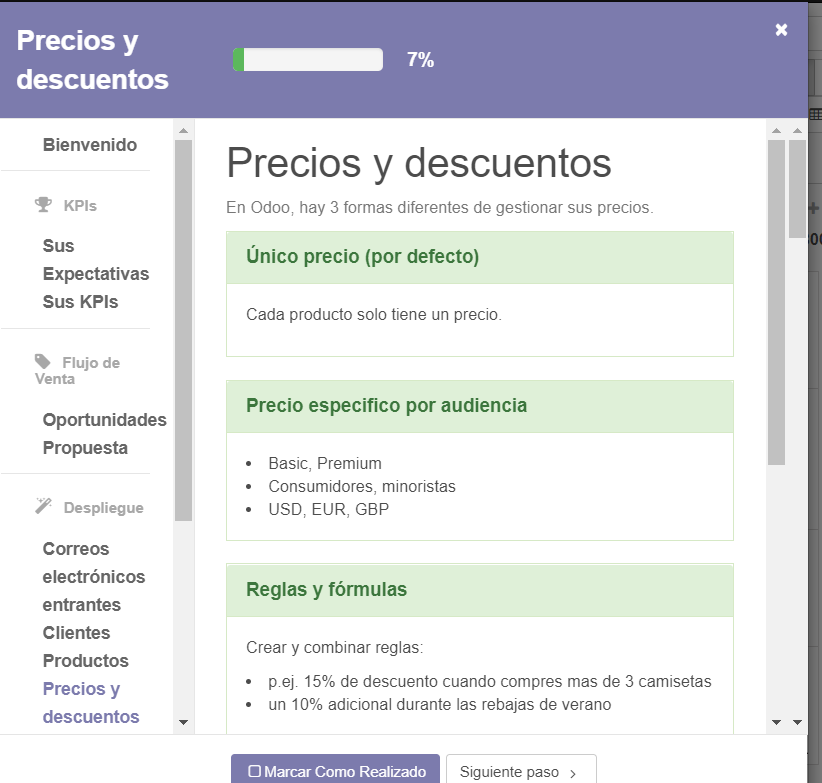 Precios y
descuentos
7%
Bienvenido
KPIs
Sus
Expectativas
Sus KPIs
Flujo de
Venta
Oportunidades
Propuesta
Despliegue
Correos
electrónicos
entrantes
Clientes
Productos
Precios y
descuentos
Precios y descuentos
En Odoo, hay 3 formas diferentes de gestionar sus precios.
Único precio (por defecto)
Cada producto solo tiene un precio.
Precio especifico por audiencia
• Basic, Premium
• Consumidores, minoristas
• USD, EUR, GBP
Reglas y fórmulas
Crear y combinar reglas:
• p.ej. 15% de descuento cuando compres mas de 3 camisetas
• un 10% adicional durante las rebajas de verano
Marcar Como Realizado
Siguiente paso